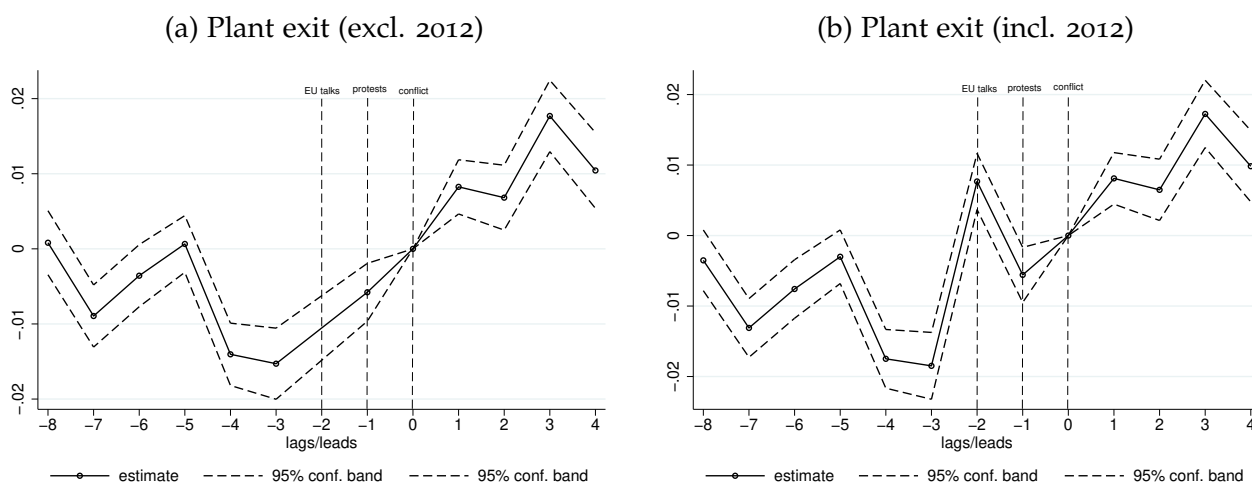 (a) Plant exit (excl. 2012)
.02
.01
0
-.01
-.02
EU talks protests conflict
−8 −7 −6 −5 −4 −3 −2 −1 0 1 2 3 4
lags/leads
estimate 95% conf. band 95% conf. band
(b) Plant exit (incl. 2012)
.02
.01
0
-.01
-.02
EU talks protests conflict
−8 −7 −6 −5 −4 −3 −2 −1 0 1 2 3 4
lags/leads
estimate 95% conf. band 95% conf. band